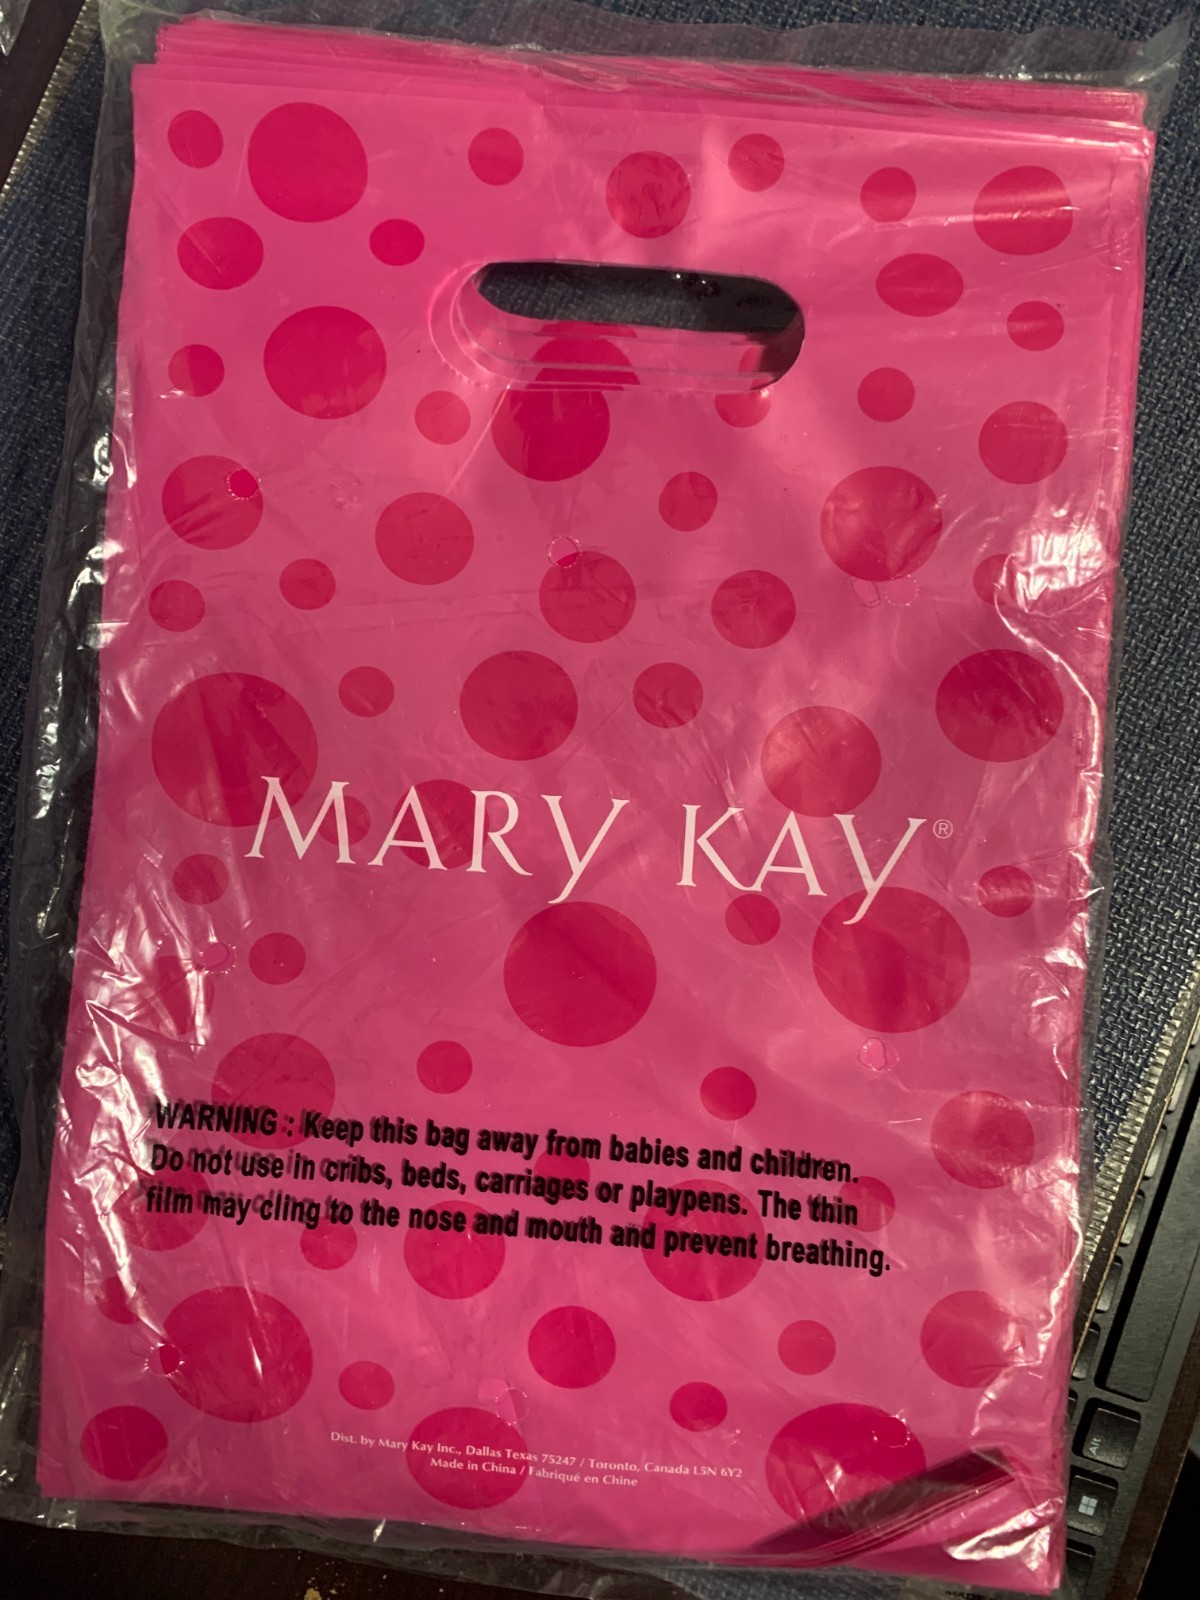 MARY KAY®
WARNING : Keep this bag away from babies and children.
Do not use in cribs, beds, carriages or playpens. The thin
film may cling to the nose and mouth and prevent breathing.
Dist. by Mary Kay Inc., Dallas Texas 75247 / Toronto, Canada L5N 6Y2
Made in China / Fabriqué en Chine
Alt